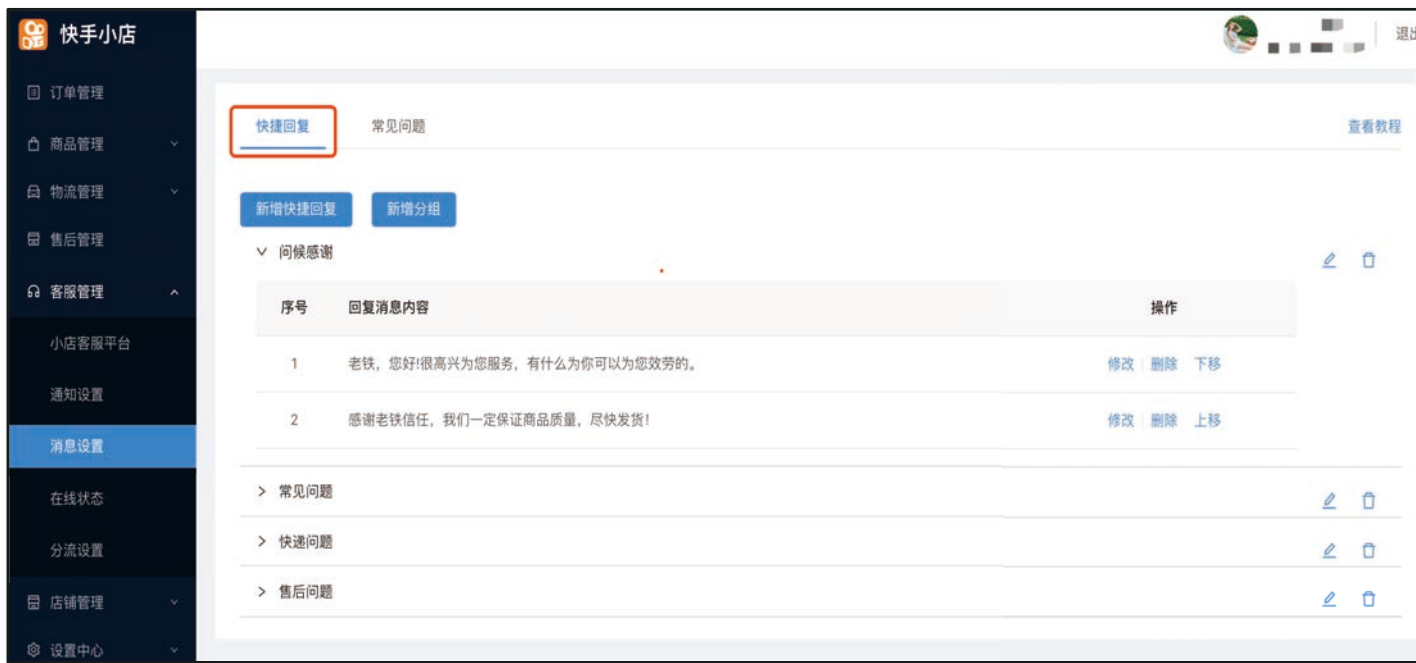 快手小店
退出
订单管理
商品管理
物流管理
售后管理
客服管理
小店客服平台
通知设置
消息设置
在线状态
分流设置
店铺管理
设置中心
快捷回复 常见问题 查看教程
新增快捷回复 新增分组
问候感谢
序号 回复消息内容 操作
1 老铁，您好!很高兴为您服务，有什么为你可以为您效劳的。 修改 删除 下移
2 感谢老铁信任，我们一定保证商品质量，尽快发货! 修改 删除 上移
常见问题
快递问题
售后问题